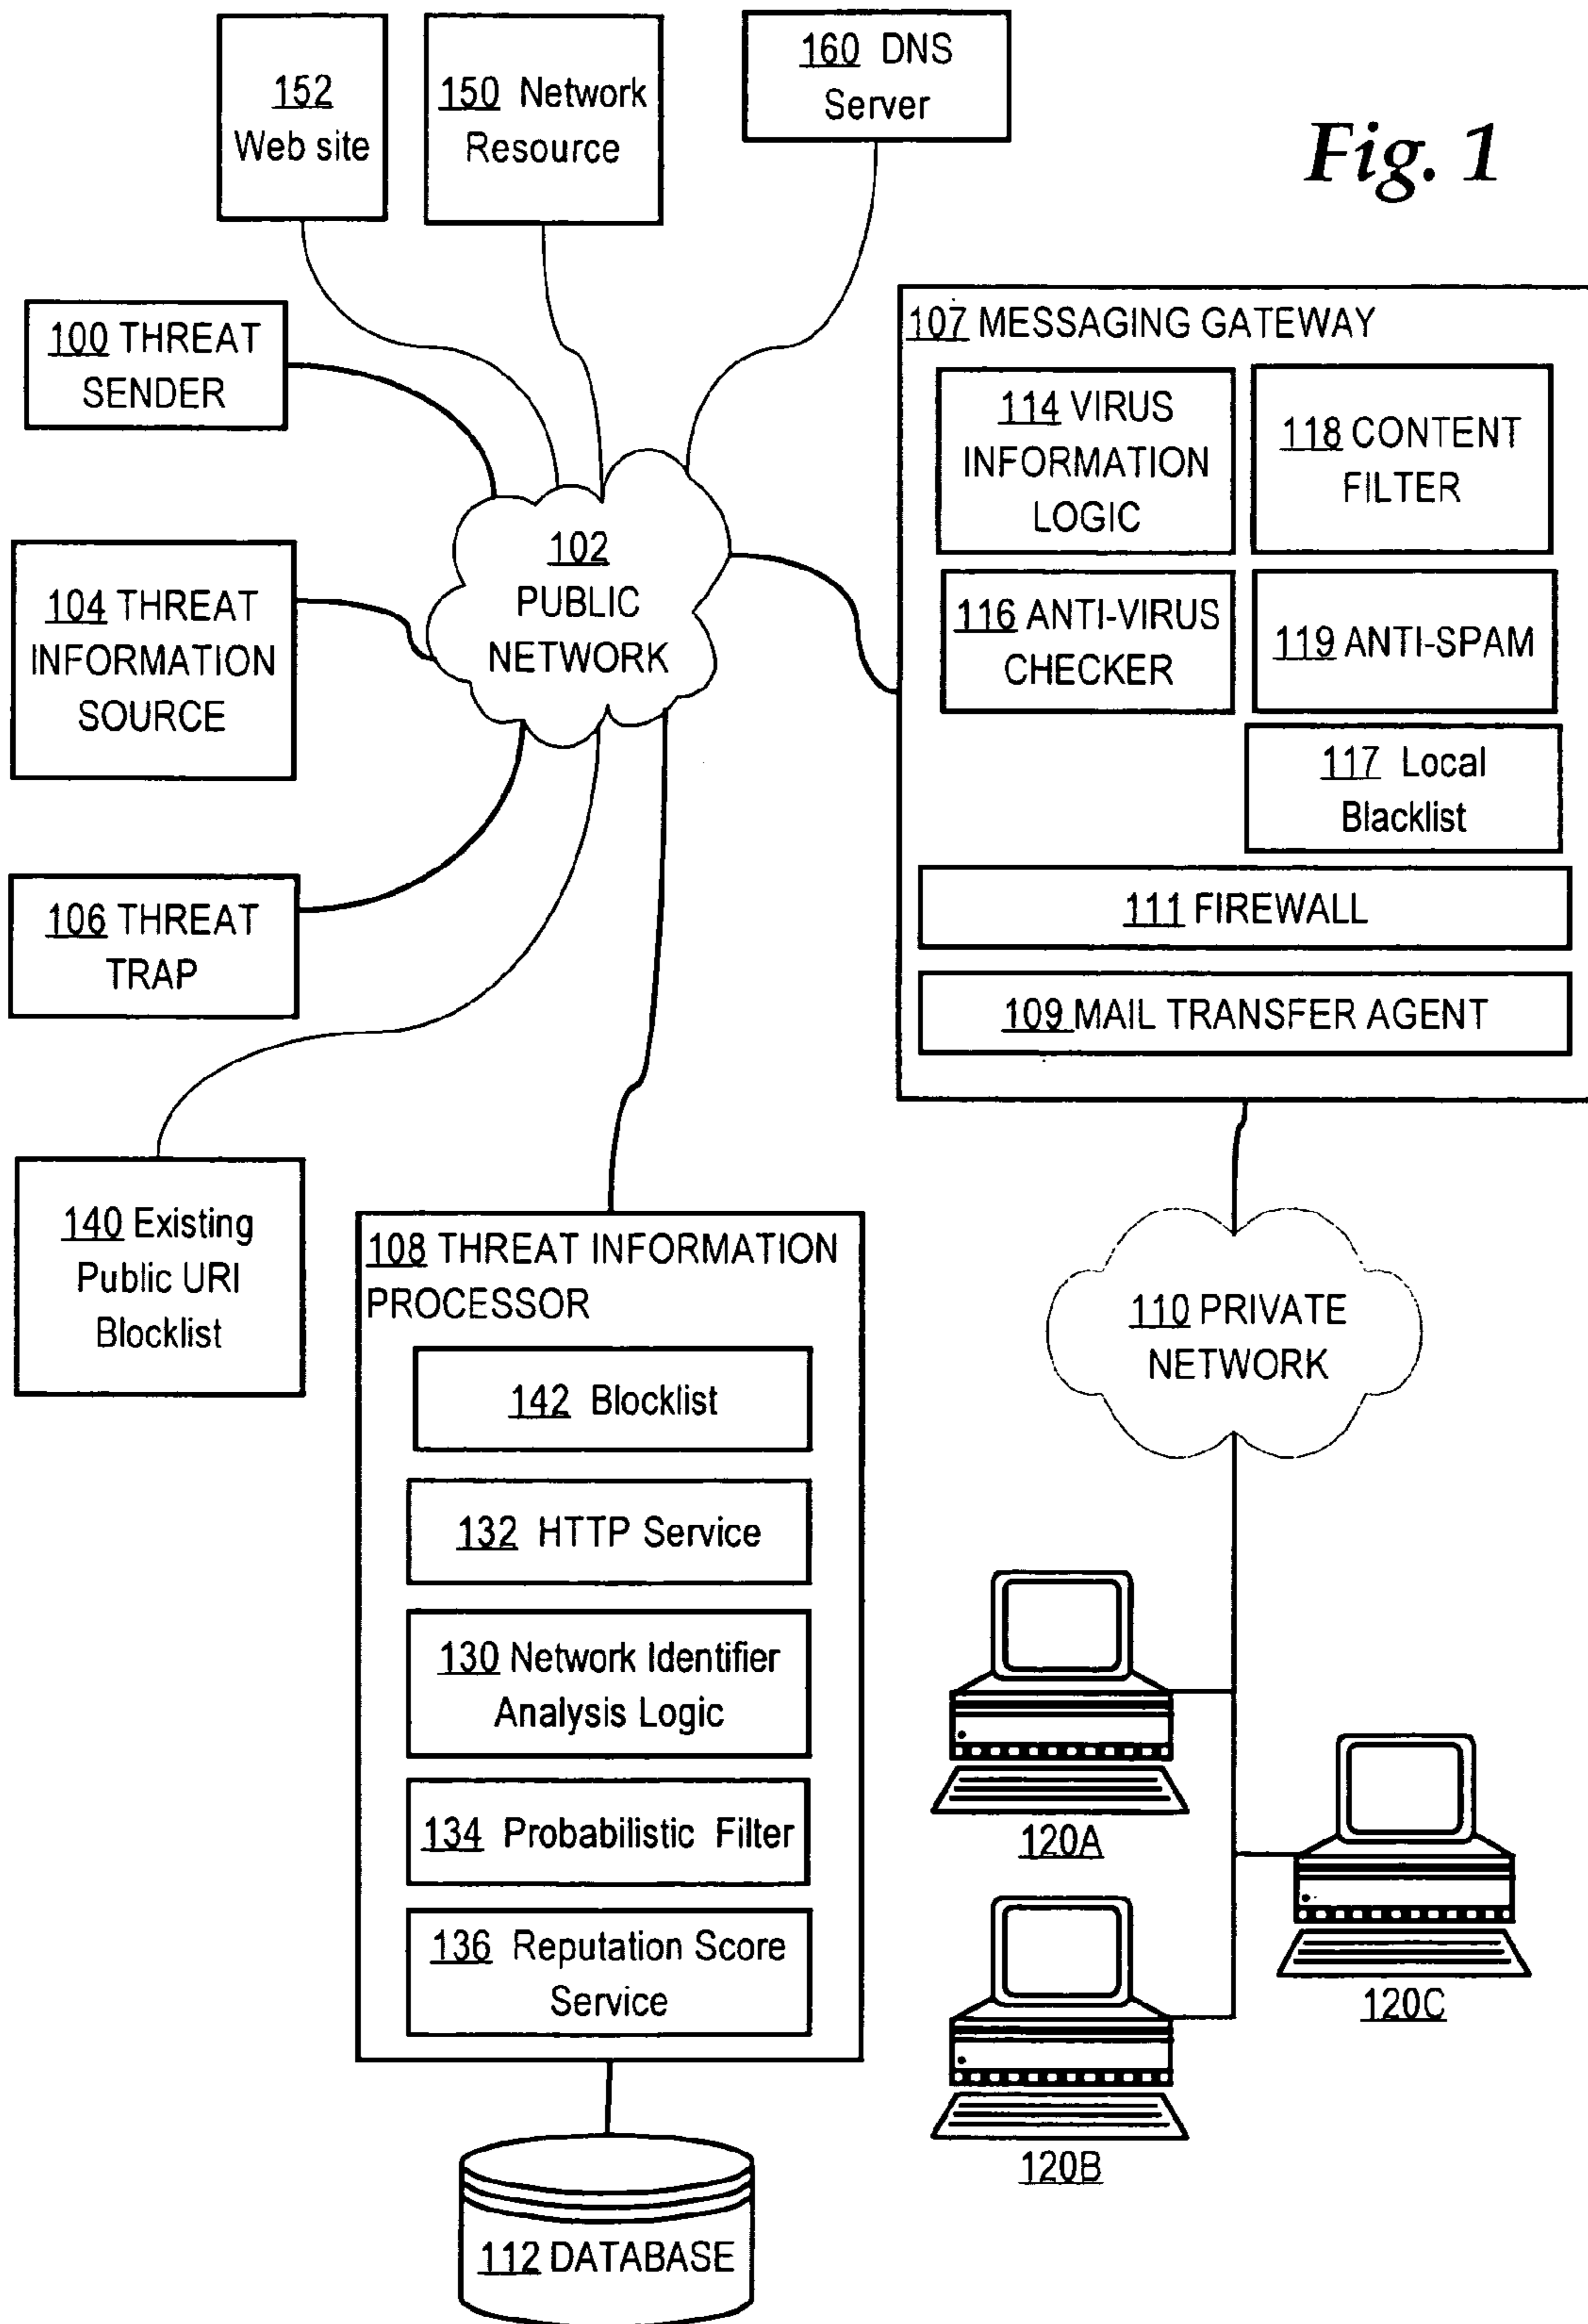 152
Web site
150 Network
Resource
160 DNS
Server
Fig. 1
100 THREAT
SENDER
102
PUBLIC
NETWORK
104 THREAT
INFORMATION
SOURCE
106 THREAT
TRAP
140 Existing
Public URI
Blocklist
107 MESSAGING GATEWAY
114 VIRUS
INFORMATION
LOGIC
118 CONTENT
FILTER
116 ANTI-VIRUS
CHECKER
119 ANTI-SPAM
117 Local
Blacklist
111 FIREWALL
109 MAIL TRANSFER AGENT
108 THREAT INFORMATION
PROCESSOR
142 Blocklist
132 HTTP Service
130 Network Identifier
Analysis Logic
134 Probabilistic Filter
136 Reputation Score
Service
112 DATABASE
110 PRIVATE
NETWORK
120A
120C
120B